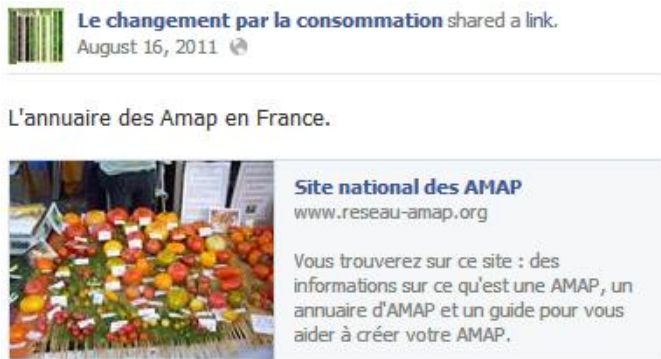 Le changement par la consommation shared a link.
August 16, 2011
L'annuaire des Amap en France.
Site national des AMAP
www.reseau-amap.org
Vous trouverez sur ce site : des
informations sur ce qu'est une AMAP, un
annuaire d'AMAP et un guide pour vous
aider à créer votre AMAP.